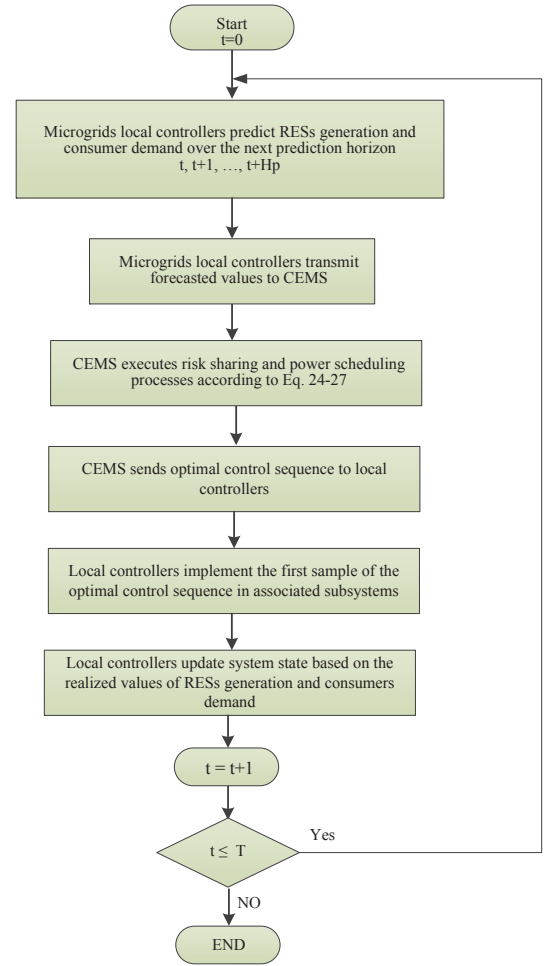 Start
t=0
Microgrids local controllers predict RESs generation and
consumer demand over the next prediction horizon
t, t+1, …, t+Hp
Microgrids local controllers transmit
forecasted values to CEMS
CEMS executes risk sharing and power scheduling
processes according to Eq. 24-27
CEMS sends optimal control sequence to local
controllers
Local controllers implement the first sample of the
optimal control sequence in associated subsystems
Local controllers update system state based on the
realized values of RESs generation and consumers
demand
t = t+1
t ≤ T
Yes
NO
END